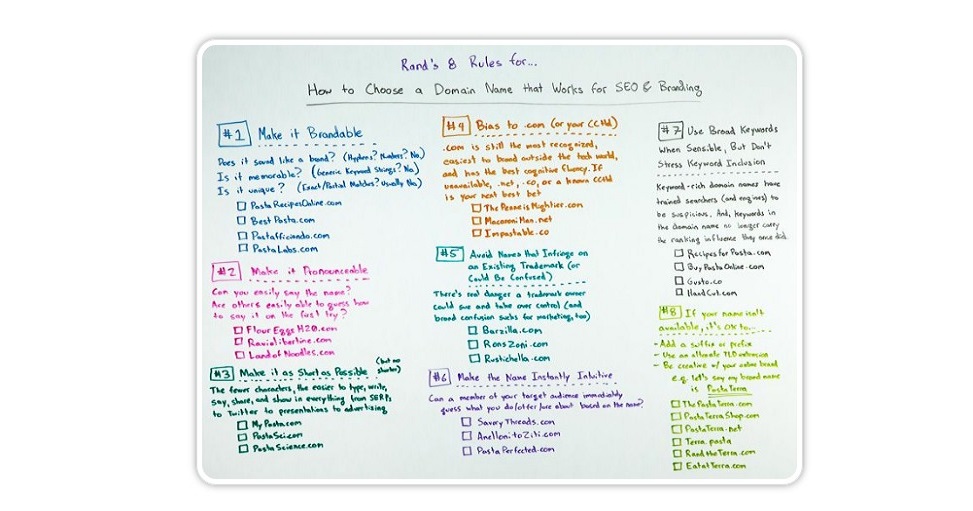 Rand's 8 Rules for...
How to Choose a Domain Name that Works for SEO & Branding
#1 Make it Brandable
Does it sound like a brand? (Hyphens? Numbers? No)
Is it memorable? (Generic Keyword Strings? No)
Is it unique? (Exact/Partial Matches? Usually No)
PastaRecipesOnline.com
BestPasta.com
Pastafficiando.com
PastaLabs.com
#2 Make it Pronounceable
Can you easily say the name?
Are others easily able to guess how
to say it on the first try?
FlourEggsH20.com
Raviolibertine.com
LandofNoodles.com
#3 Make it as Short as Possible (but no shorter)
The fewer characters, the easier to type, write,
say, share, and show in everything from SERPs
to Twitter to presentations to advertising
MyPasta.com
PastaSci.com
PastaScience.com
#4 Bias to .com (or your CCTld)
.com is still the most recognized,
easiest to brand outside the tech world,
and has the best cognitive fluency. If
unavailable, .net, .co, or a known cctld
is your next best bet
ThePenneisMightier.com
MacaroniMan.net
Impastable.co
#5 Avoid Names that Infringe on
an Existing Trademark (or
Could Be Confused)
There's real danger a trademark owner
could sue and take over control (and
brand confusion sucks for marketing, too)
Barzilla.com
RonsZoni.com
Rustichella.com
#6 Make the Name Instantly Intuitive
Can a member of your target audience immediately
guess what you do/offer/are about based on the name?
SavoryThreads.com
AnellonitoZiti.com
PastaPerfected.com
#7 Use Broad Keywords
When Sensible, But Don't
Stress Keyword Inclusion
Keyword-rich domain names have
trained searchers (and engines) to
be suspicious. And, keywords in
the domain name no longer carry
the ranking influence they once did.
RecipesforPasta.com
BuyPastaOnline.com
Gusto.co
HardCut.com
#8 If your name isn't
available, it's OK to...
- Add a suffix or prefix
- Use an alternate TLD extension
- Be creative w/ your entire brand
e.g. let's say my brand name
is PastaTerra
ThePastaTerra.com
PastaTerraShop.com
PastaTerra.net
Terra.pasta
RandtheTerra.com
EatatTerra.com